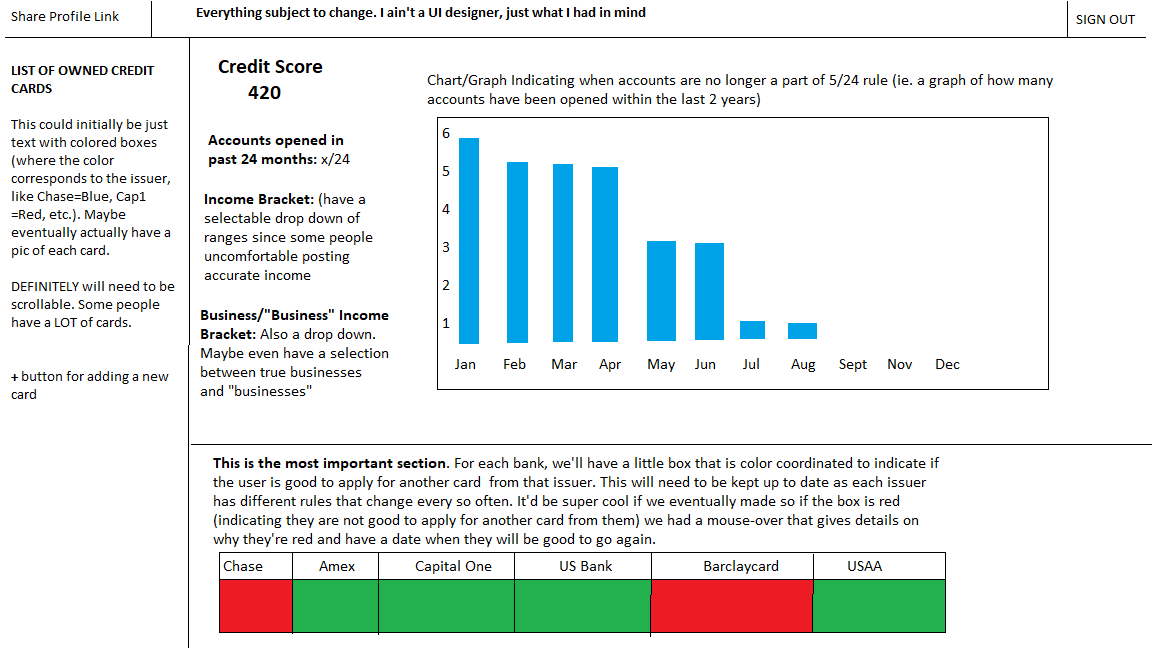 Share Profile Link
Everything subject to change. I ain't a UI designer, just what I had in mind
SIGN OUT
LIST OF OWNED CREDIT
CARDS
This could initially be just
text with colored boxes
(where the color
corresponds to the issuer,
like Chase=Blue, Cap1
=Red, etc.). Maybe
eventually actually have a
pic of each card.
DEFINITELY will need to be
scrollable. Some people
have a LOT of cards.
+ button for adding a new
card
Credit Score
420
Accounts opened in
past 24 months: x/24
Income Bracket: (have a
selectable drop down of
ranges since some people
uncomfortable posting
accurate income
Business/"Business" Income
Bracket: Also a drop down.
Maybe even have a selection
between true businesses
and "businesses"
Chart/Graph Indicating when accounts are no longer a part of 5/24 rule (ie. a graph of how many
accounts have been opened within the last 2 years)
6
5
4
3
2
1
Jan Feb Mar Apr May Jun Jul Aug Sept Nov Dec
This is the most important section. For each bank, we'll have a little box that is color coordinated to indicate if
the user is good to apply for another card from that issuer. This will need to be kept up to date as each issuer
has different rules that change every so often. It'd be super cool if we eventually made so if the box is red
(indicating they are not good to apply for another card from them) we had a mouse-over that gives details on
why they're red and have a date when they will be good to go again.
Chase Amex Capital One US Bank Barclaycard USAA